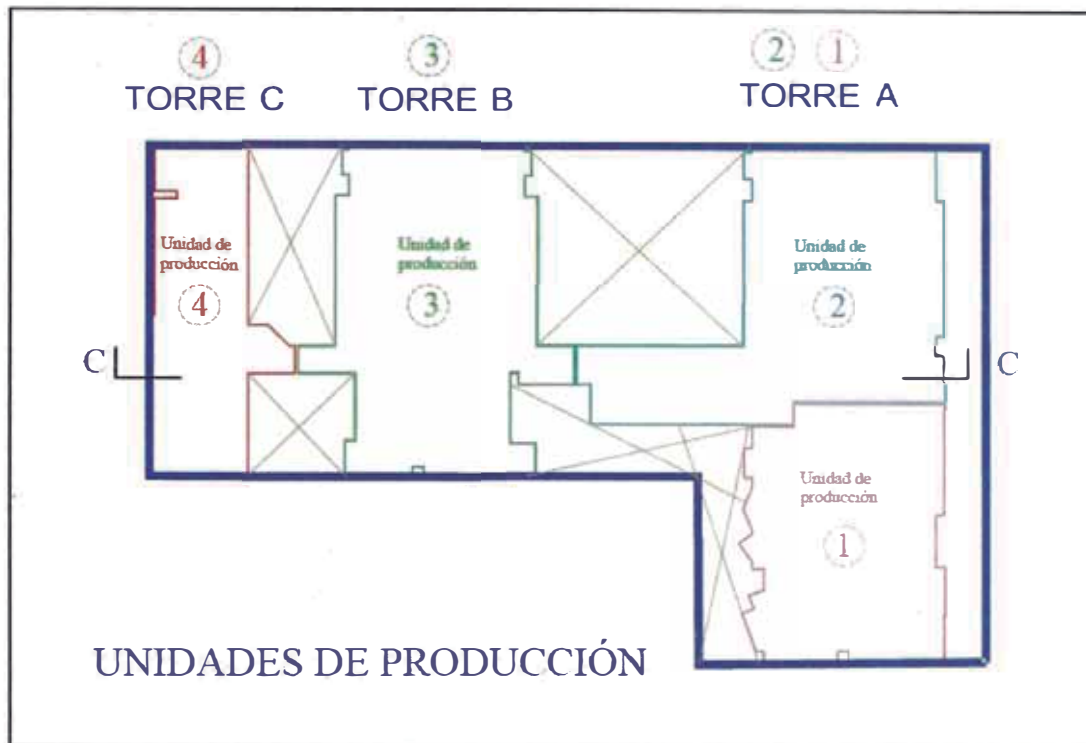 4 3 2 1
TORRE C TORRE B TORRE A
Unidad de
producción
4
Unidad de
producción
3
Unidad de
producción
2
C C
Unidad de
producción
1
UNIDADES DE PRODUCCIÓN